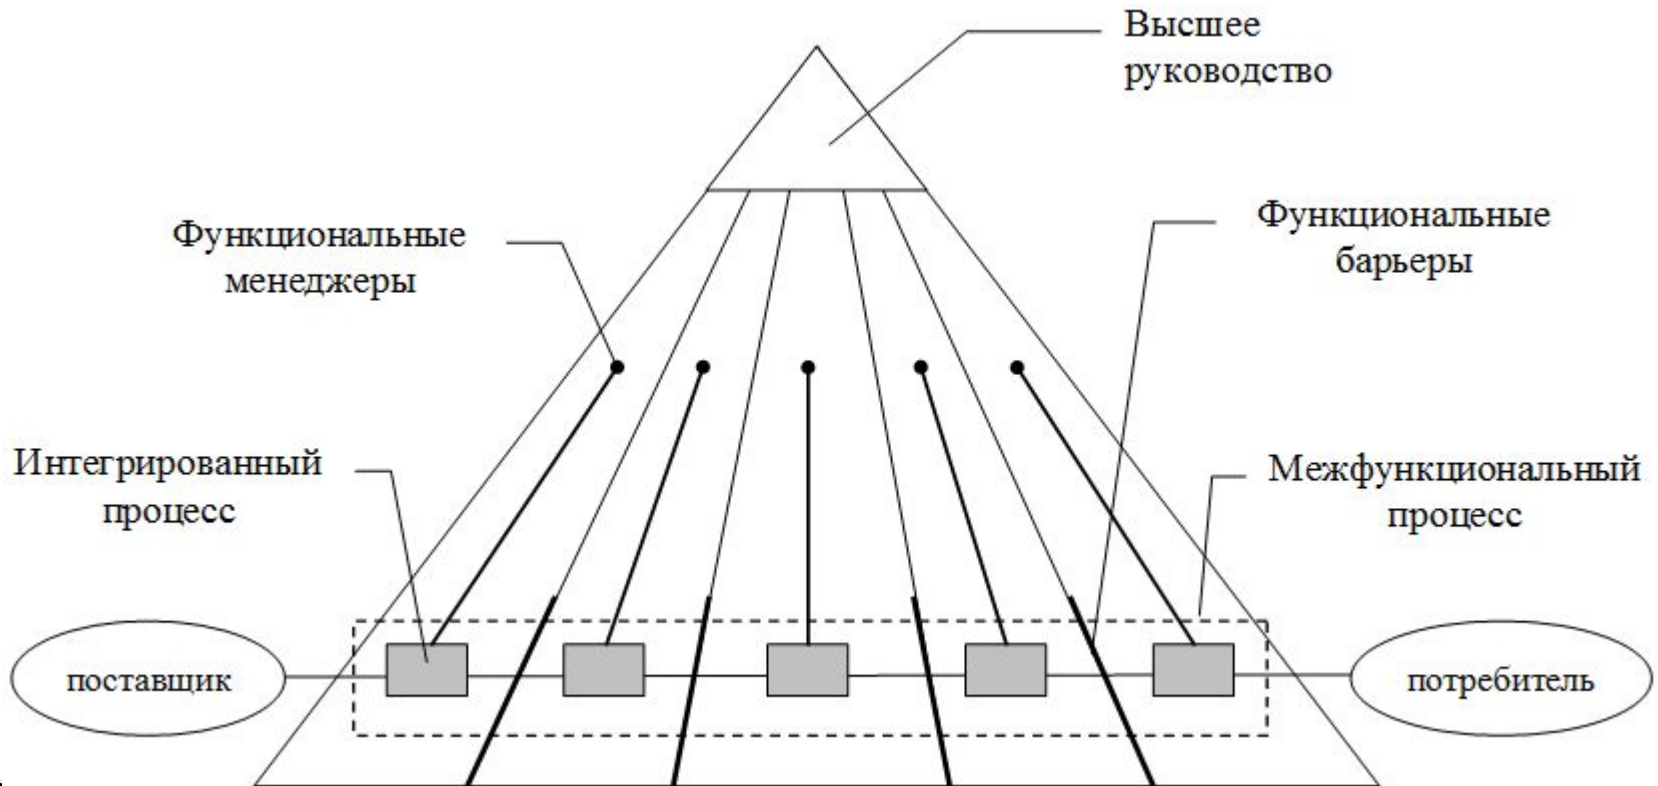 Высшее
руководство
Функциональные
менеджеры
Функциональные
барьеры
Интегрированный
процесс
Межфункциональный
процесс
поставщик
потребитель